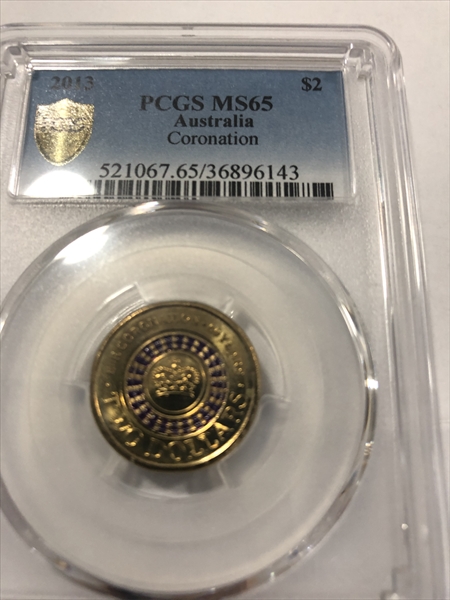 2013 $2
PCGS MS65
Australia
Coronation
521067.65/36896143
TWO DOLLARS